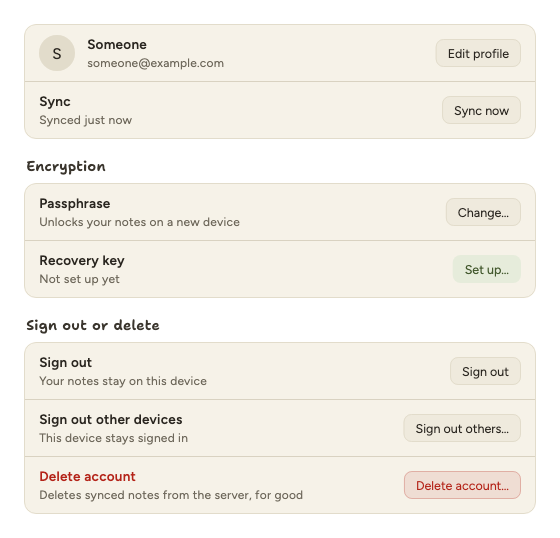 S
Someone
someone@example.com
Edit profile
Sync
Synced just now
Sync now
Encryption
Passphrase
Unlocks your notes on a new device
Change…
Recovery key
Not set up yet
Set up…
Sign out or delete
Sign out
Your notes stay on this device
Sign out
Sign out other devices
This device stays signed in
Sign out others…
Delete account
Deletes synced notes from the server, for good
Delete account…